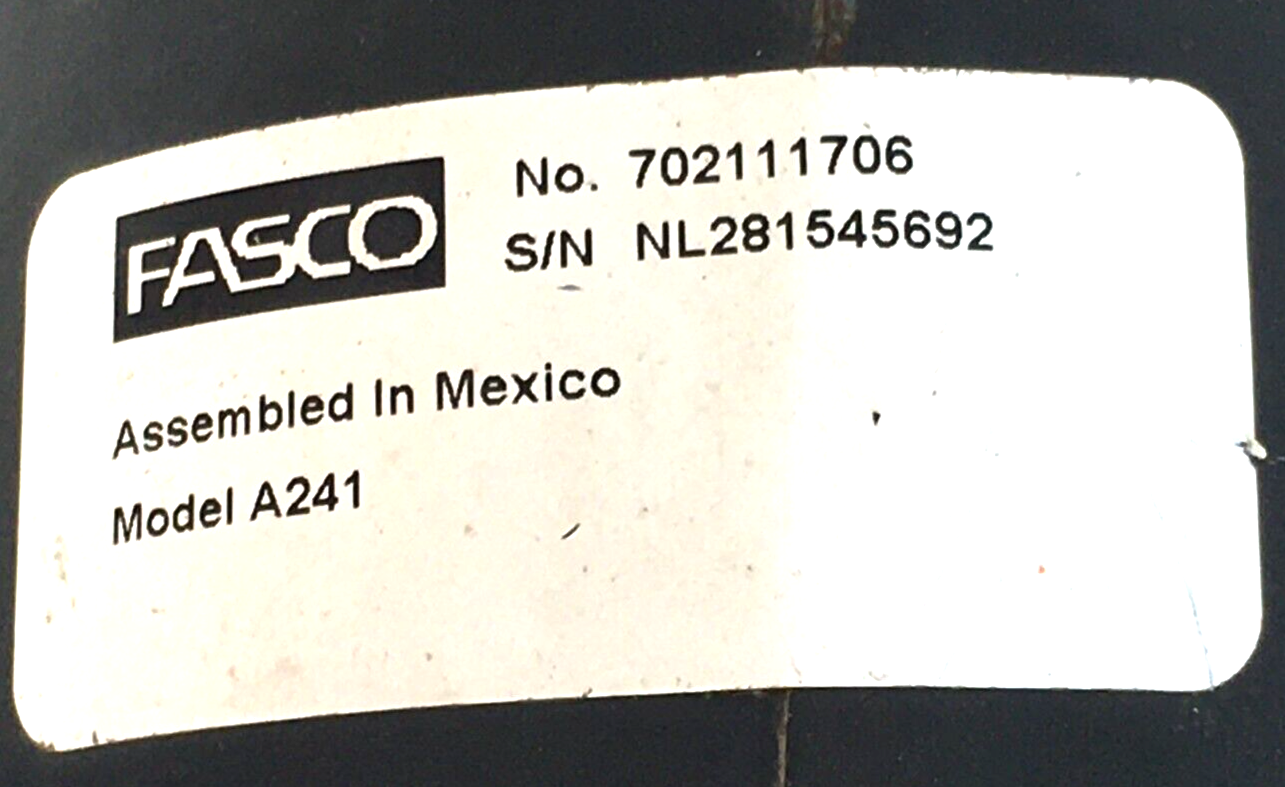 FASCO
No. 702111706
S/N NL281545692
Assembled In Mexico
Model A241